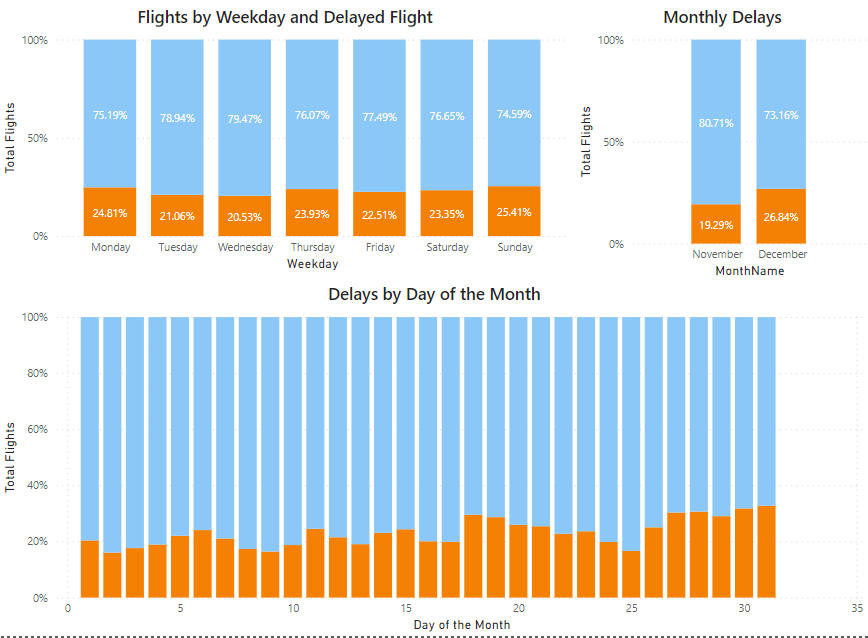 Flights by Weekday and Delayed Flight
Total Flights
100%
50%
0%
75.19% 78.94% 79.47% 76.07% 77.49% 76.65% 74.59%
24.81% 21.06% 20.53% 23.93% 22.51% 23.35% 25.41%
Monday Tuesday Wednesday Thursday Friday Saturday Sunday
Weekday
Monthly Delays
Total Flights
100%
50%
0%
80.71% 73.16%
19.29% 26.84%
November December
MonthName
Delays by Day of the Month
Total Flights
100%
80%
60%
40%
20%
0%
0 5 10 15 20 25 30 35
Day of the Month